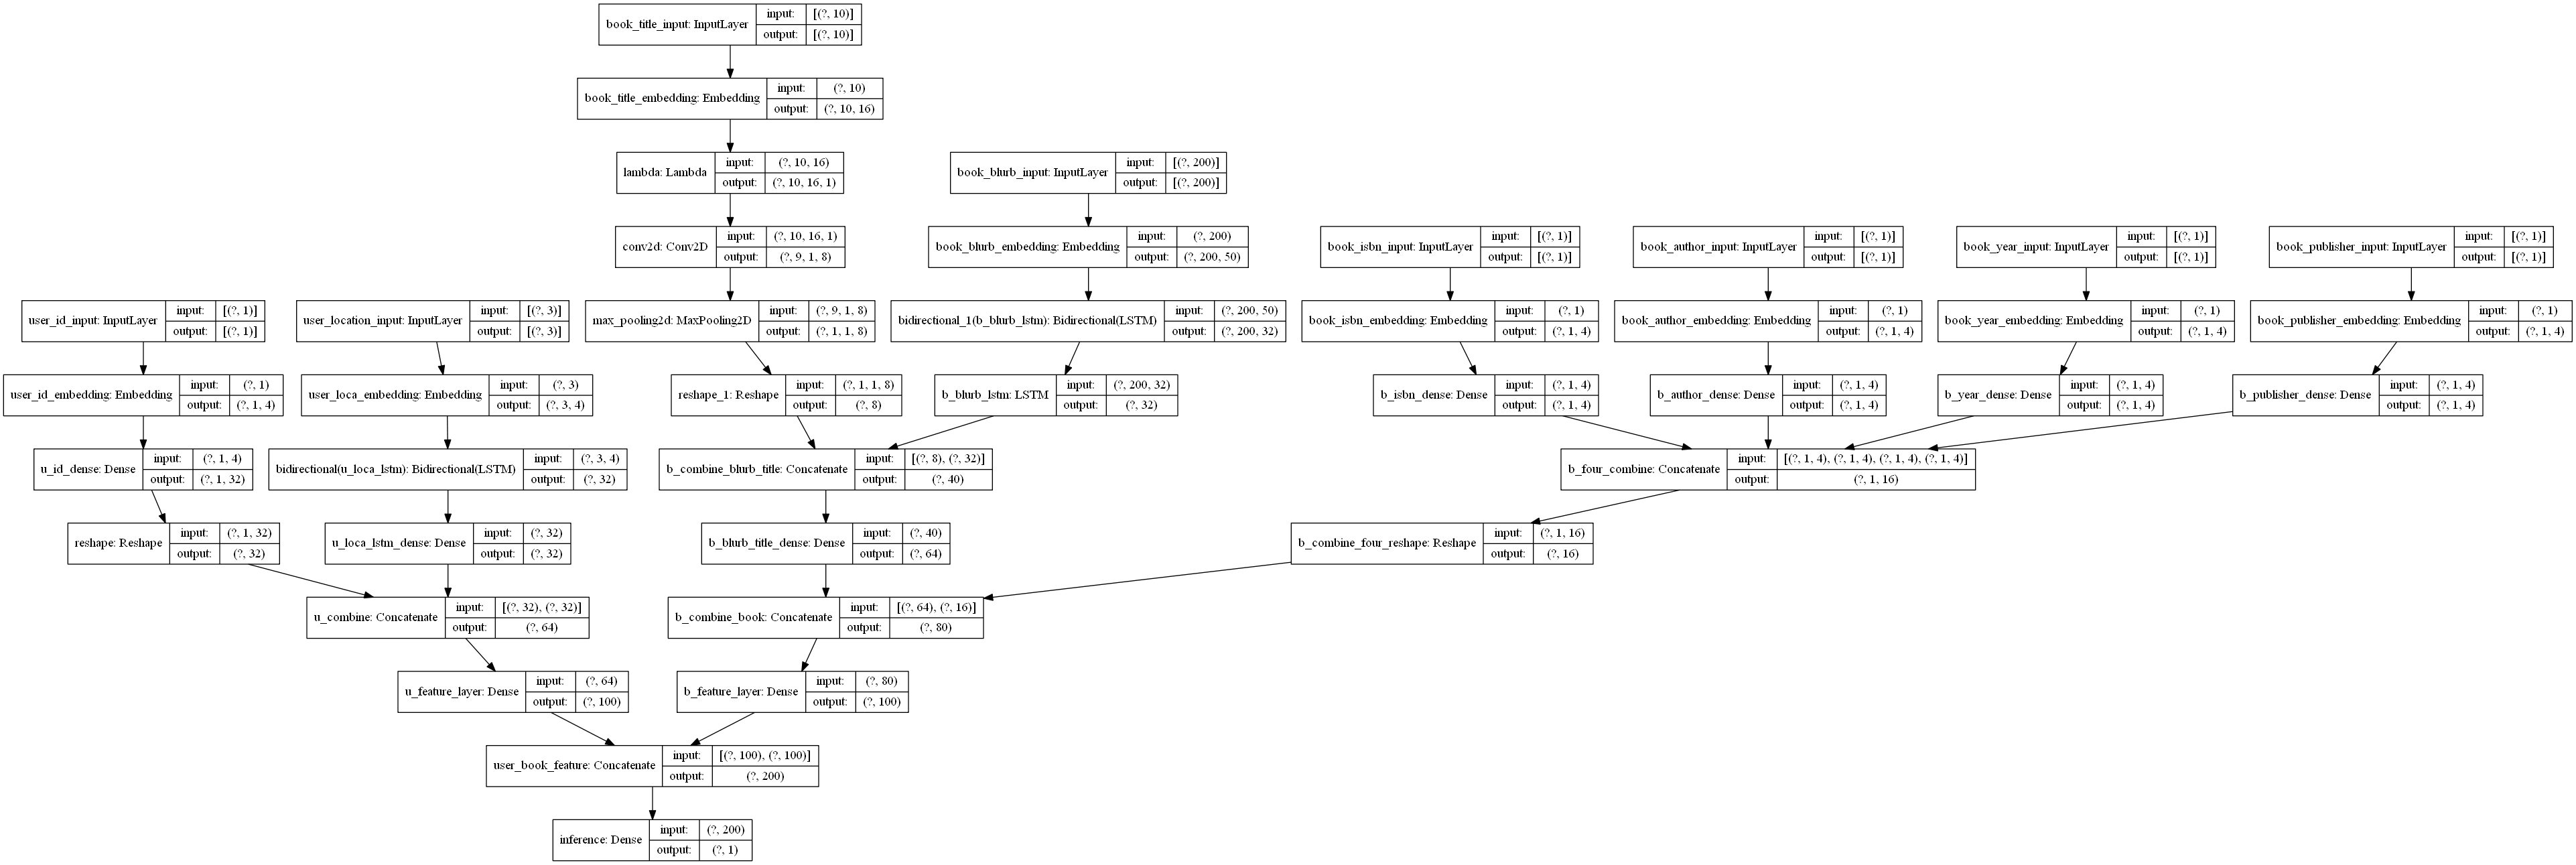 book_title_input: InputLayer input: [(?, 10)]
output: [(?, 10)]
book_title_embedding: Embedding input: (?, 10)
output: (?, 10, 16)
lambda: Lambda input: (?, 10, 16)
output: (?, 10, 16, 1)
book_blurb_input: InputLayer input: [(?, 200)]
output: [(?, 200)]
conv2d: Conv2D input: (?, 10, 16, 1)
output: (?, 9, 1, 8)
book_blurb_embedding: Embedding input: (?, 200)
output: (?, 200, 50)
book_isbn_input: InputLayer input: [(?, 1)]
output: [(?, 1)]
book_author_input: InputLayer input: [(?, 1)]
output: [(?, 1)]
book_year_input: InputLayer input: [(?, 1)]
output: [(?, 1)]
book_publisher_input: InputLayer input: [(?, 1)]
output: [(?, 1)]
user_id_input: InputLayer input: [(?, 1)]
output: [(?, 1)]
user_location_input: InputLayer input: [(?, 3)]
output: [(?, 3)]
max_pooling2d: MaxPooling2D input: (?, 9, 1, 8)
output: (?, 1, 1, 8)
bidirectional_1(b_blurb_lstm): Bidirectional(LSTM) input: (?, 200, 50)
output: (?, 200, 32)
book_isbn_embedding: Embedding input: (?, 1)
output: (?, 1, 4)
book_author_embedding: Embedding input: (?, 1)
output: (?, 1, 4)
book_year_embedding: Embedding input: (?, 1)
output: (?, 1, 4)
book_publisher_embedding: Embedding input: (?, 1)
output: (?, 1, 4)
user_id_embedding: Embedding input: (?, 1)
output: (?, 1, 4)
user_loca_embedding: Embedding input: (?, 3)
output: (?, 3, 4)
reshape_1: Reshape input: (?, 1, 1, 8)
output: (?, 8)
b_blurb_lstm: LSTM input: (?, 200, 32)
output: (?, 32)
b_isbn_dense: Dense input: (?, 1, 4)
output: (?, 1, 4)
b_author_dense: Dense input: (?, 1, 4)
output: (?, 1, 4)
b_year_dense: Dense input: (?, 1, 4)
output: (?, 1, 4)
b_publisher_dense: Dense input: (?, 1, 4)
output: (?, 1, 4)
u_id_dense: Dense input: (?, 1, 4)
output: (?, 1, 32)
bidirectional(u_loca_lstm): Bidirectional(LSTM) input: (?, 3, 4)
output: (?, 32)
b_combine_blurb_title: Concatenate input: [(?, 8), (?, 32)]
output: (?, 40)
b_four_combine: Concatenate input: [(?, 1, 4), (?, 1, 4), (?, 1, 4), (?, 1, 4)]
output: (?, 1, 16)
reshape: Reshape input: (?, 1, 32)
output: (?, 32)
u_loca_lstm_dense: Dense input: (?, 32)
output: (?, 32)
b_blurb_title_dense: Dense input: (?, 40)
output: (?, 64)
b_combine_four_reshape: Reshape input: (?, 1, 16)
output: (?, 16)
u_combine: Concatenate input: [(?, 32), (?, 32)]
output: (?, 64)
b_combine_book: Concatenate input: [(?, 64), (?, 16)]
output: (?, 80)
u_feature_layer: Dense input: (?, 64)
output: (?, 100)
b_feature_layer: Dense input: (?, 80)
output: (?, 100)
user_book_feature: Concatenate input: [(?, 100), (?, 100)]
output: (?, 200)
inference: Dense input: (?, 200)
output: (?, 1)